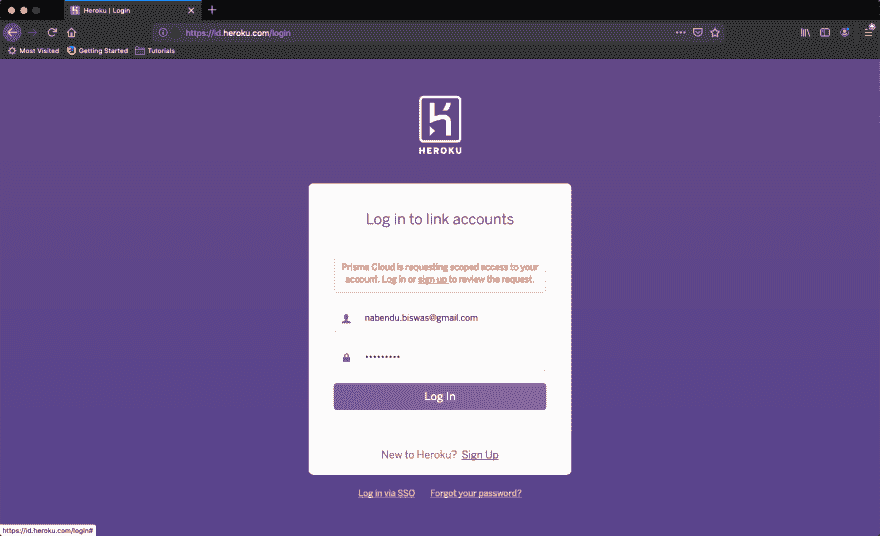 Heroku | Login
https://id.heroku.com/login
Most Visited Getting Started Tutorials
HEROKU
Log in to link accounts
Prisma Cloud is requesting scoped access to your
account. Log in or sign up to review the request.
nabendu.biswas@gmail.com
•••••••••
Log In
New to Heroku? Sign Up
Log in via SSO Forgot your password?
https://id.heroku.com/login#